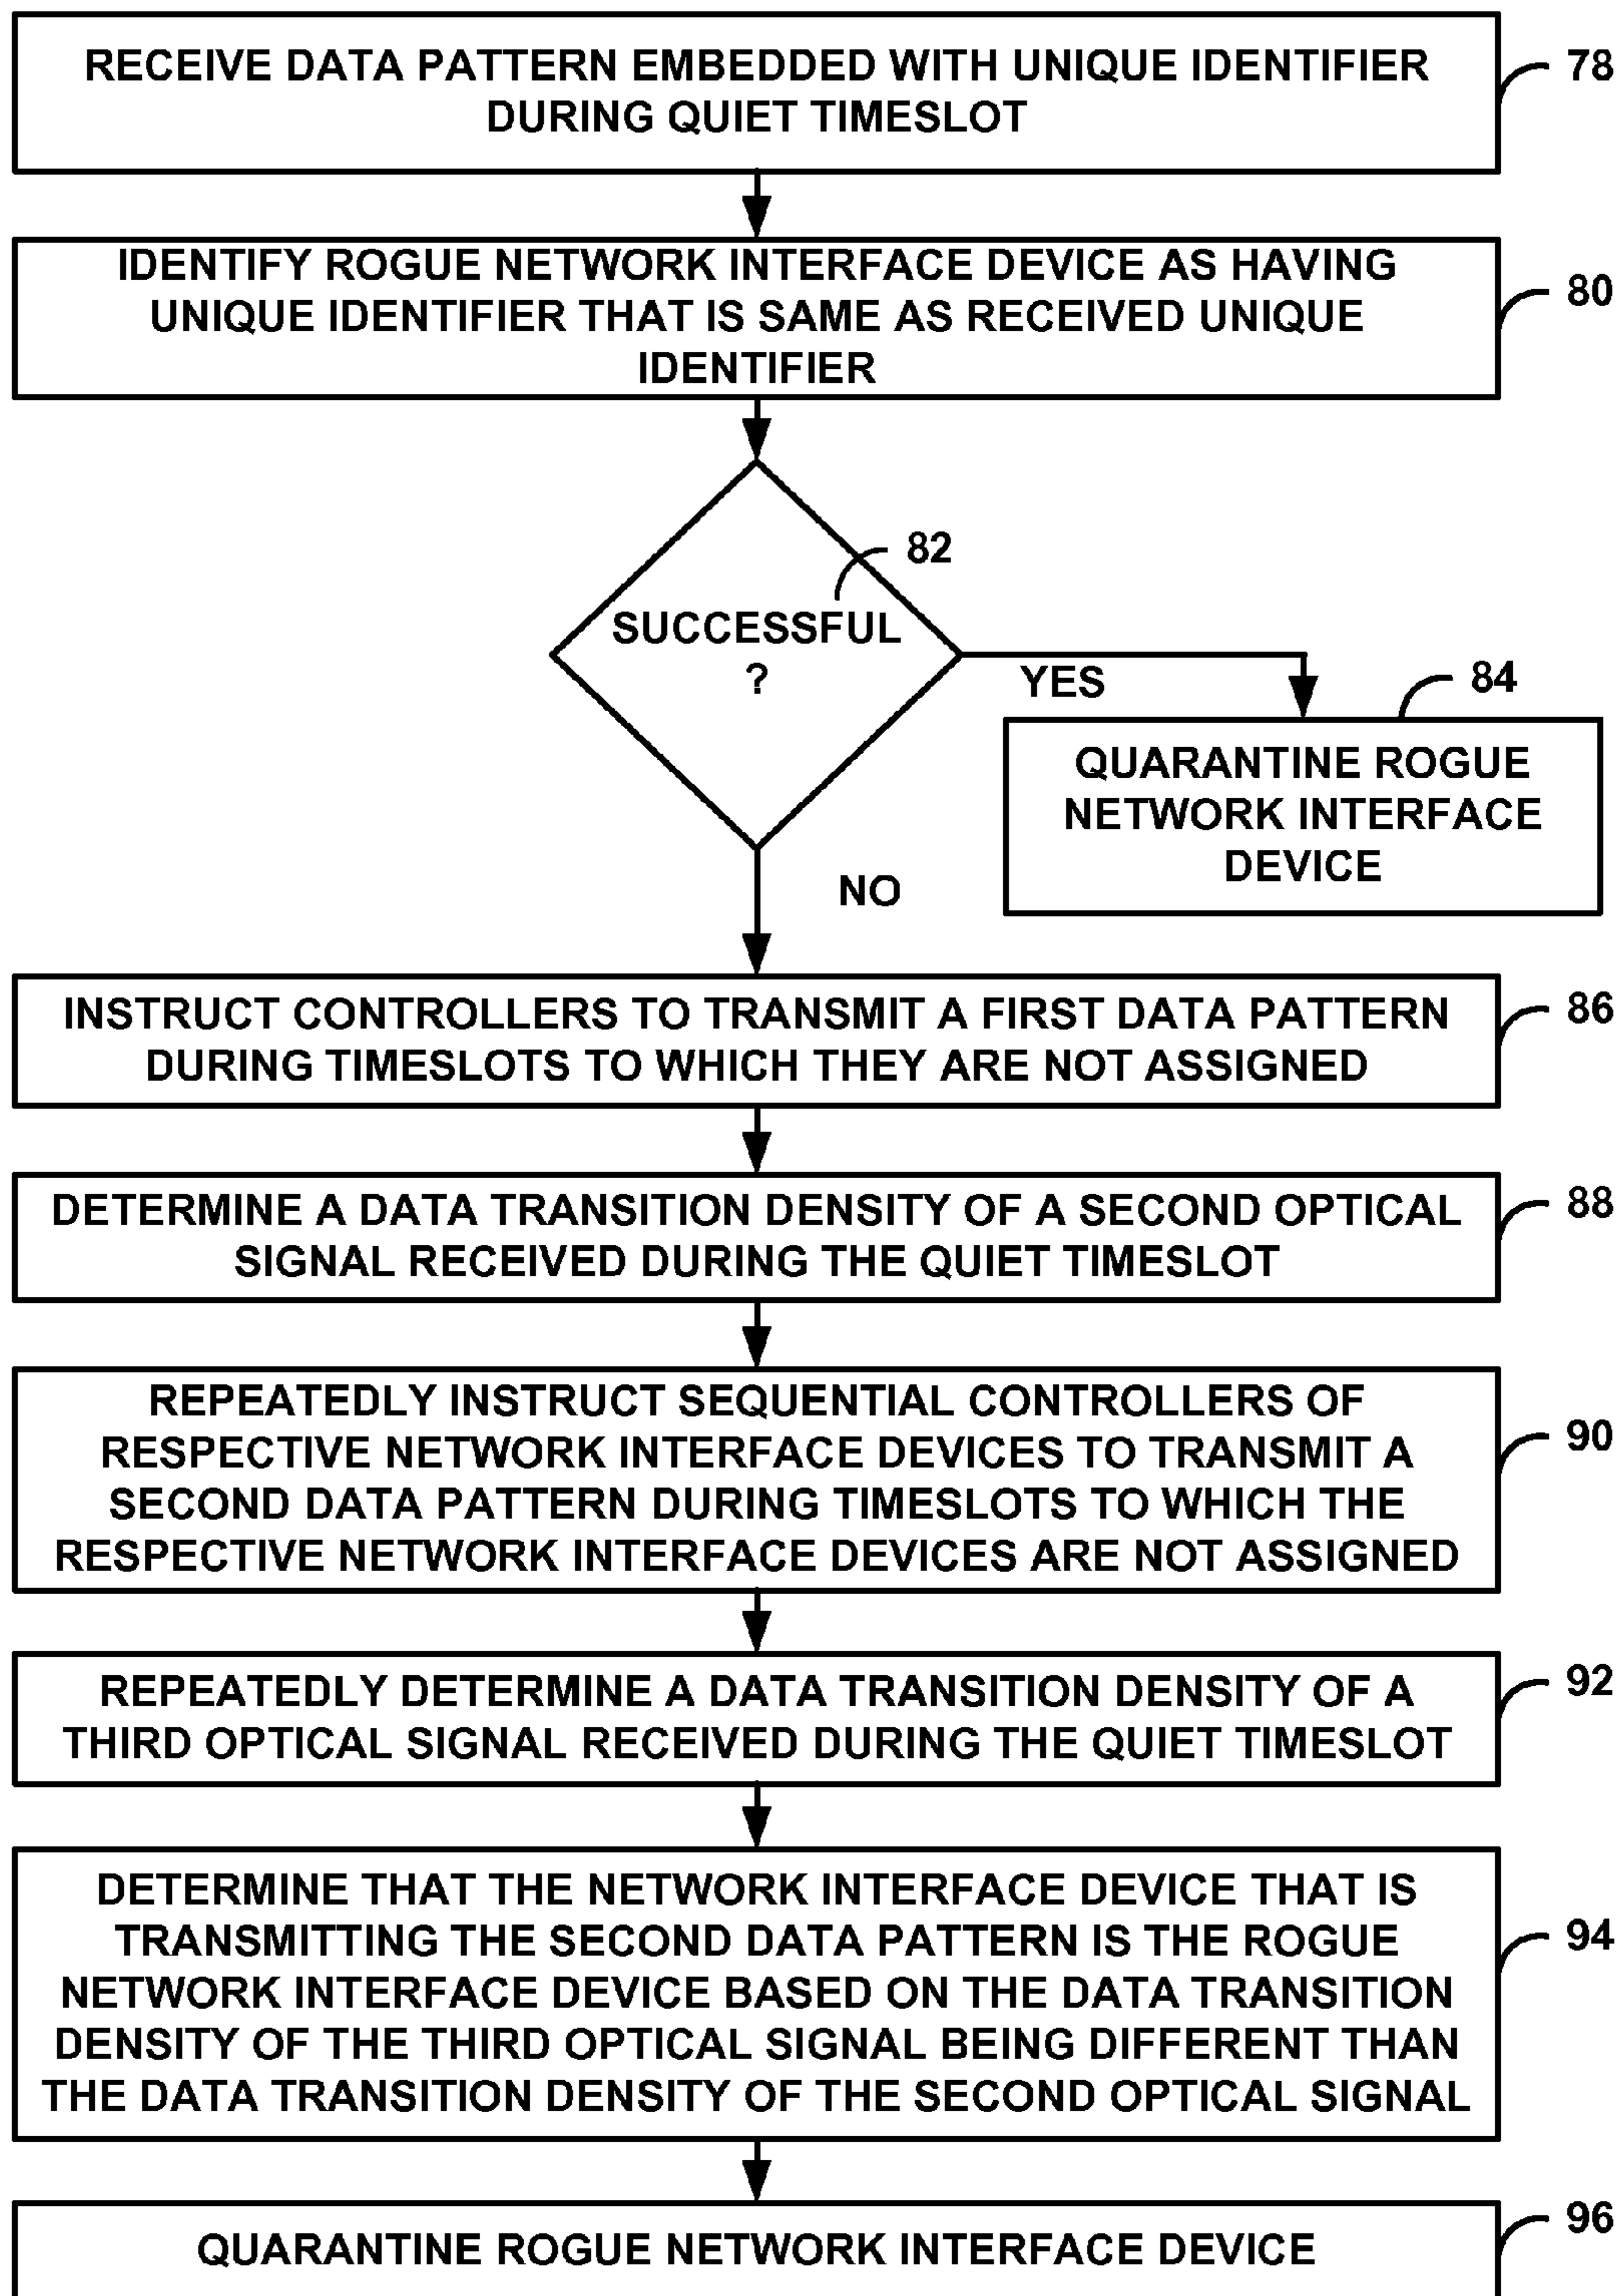 RECEIVE DATA PATTERN EMBEDDED WITH UNIQUE IDENTIFIER
DURING QUIET TIMESLOT
78
IDENTIFY ROGUE NETWORK INTERFACE DEVICE AS HAVING
UNIQUE IDENTIFIER THAT IS SAME AS RECEIVED UNIQUE
IDENTIFIER
80
82
SUCCESSFUL
?
YES
84
QUARANTINE ROGUE
NETWORK INTERFACE
DEVICE
NO
INSTRUCT CONTROLLERS TO TRANSMIT A FIRST DATA PATTERN
DURING TIMESLOTS TO WHICH THEY ARE NOT ASSIGNED
86
DETERMINE A DATA TRANSITION DENSITY OF A SECOND OPTICAL
SIGNAL RECEIVED DURING THE QUIET TIMESLOT
88
REPEATEDLY INSTRUCT SEQUENTIAL CONTROLLERS OF
RESPECTIVE NETWORK INTERFACE DEVICES TO TRANSMIT A
SECOND DATA PATTERN DURING TIMESLOTS TO WHICH THE
RESPECTIVE NETWORK INTERFACE DEVICES ARE NOT ASSIGNED
90
REPEATEDLY DETERMINE A DATA TRANSITION DENSITY OF A
THIRD OPTICAL SIGNAL RECEIVED DURING THE QUIET TIMESLOT
92
DETERMINE THAT THE NETWORK INTERFACE DEVICE THAT IS
TRANSMITTING THE SECOND DATA PATTERN IS THE ROGUE
NETWORK INTERFACE DEVICE BASED ON THE DATA TRANSITION
DENSITY OF THE THIRD OPTICAL SIGNAL BEING DIFFERENT THAN
THE DATA TRANSITION DENSITY OF THE SECOND OPTICAL SIGNAL
94
QUARANTINE ROGUE NETWORK INTERFACE DEVICE
96